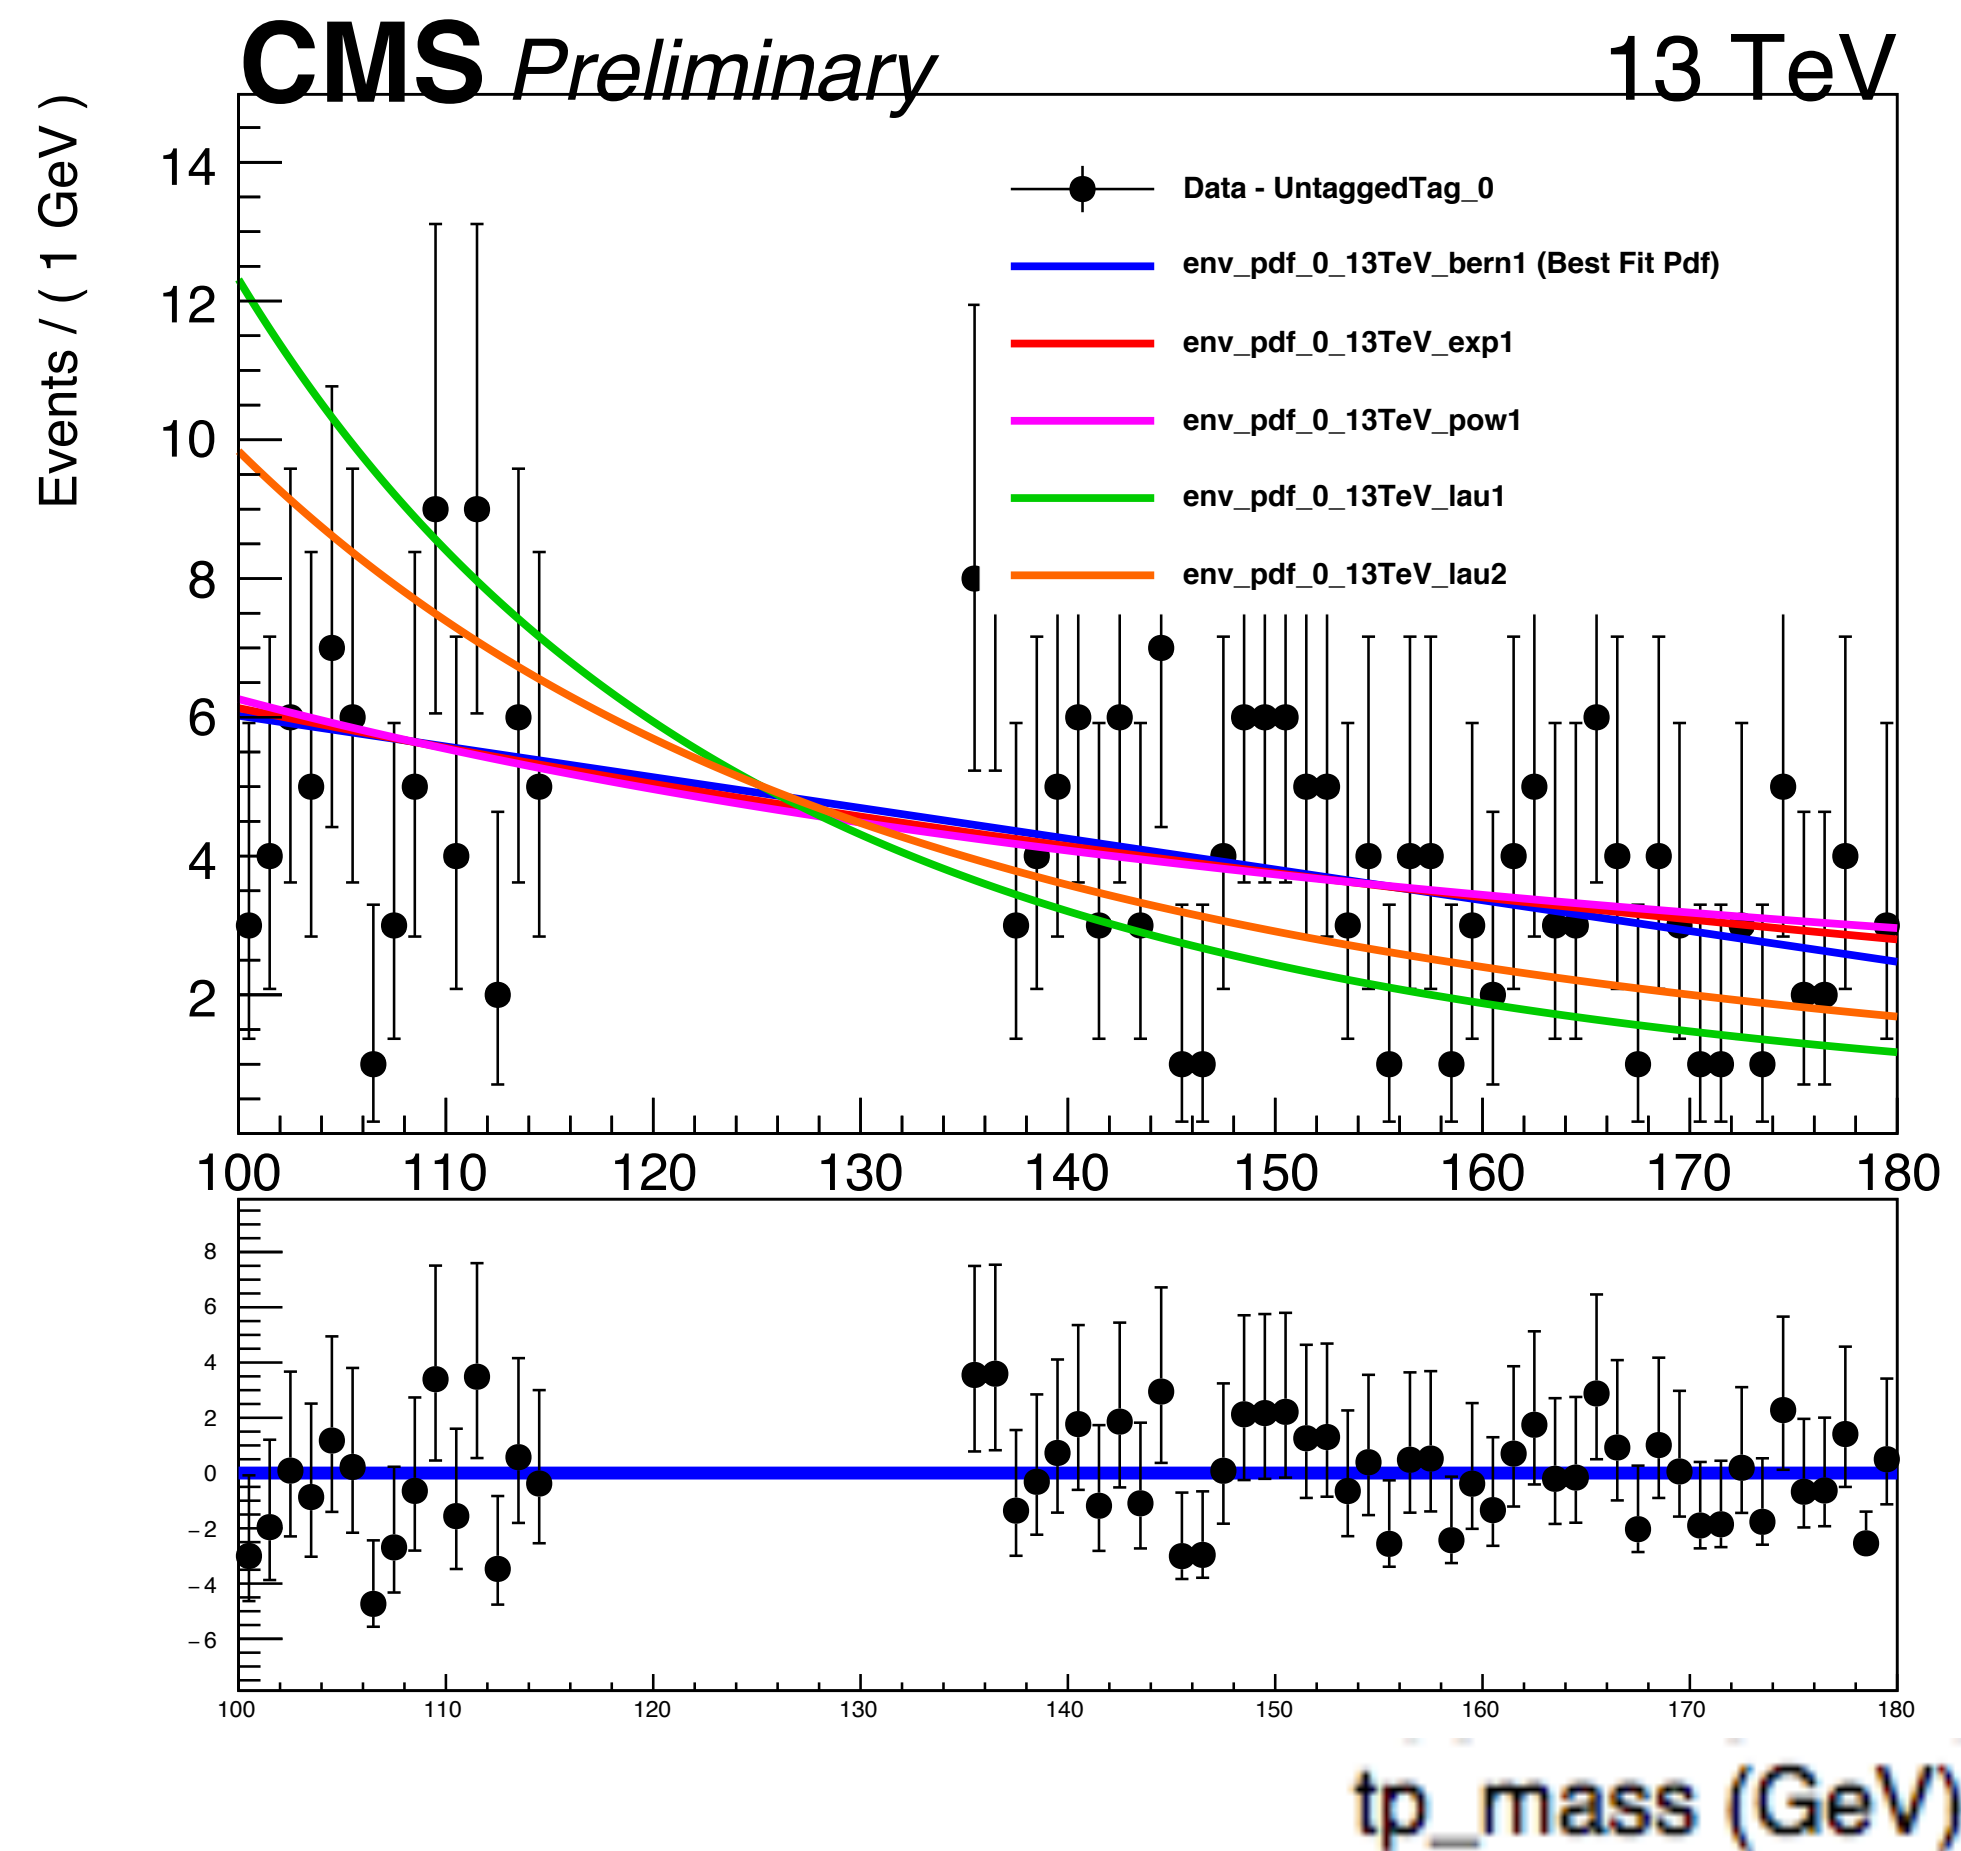 CMS Preliminary 13 TeV
Events / ( 1 GeV )
14
12
10
8
6
4
2
Data - UntaggedTag_0
env_pdf_0_13TeV_bern1 (Best Fit Pdf)
env_pdf_0_13TeV_exp1
env_pdf_0_13TeV_pow1
env_pdf_0_13TeV_lau1
env_pdf_0_13TeV_lau2
100 110 120 130 140 150 160 170 180
8
6
4
2
0
−2
−4
−6
100 110 120 130 140 150 160 170 180
tp_mass (GeV)